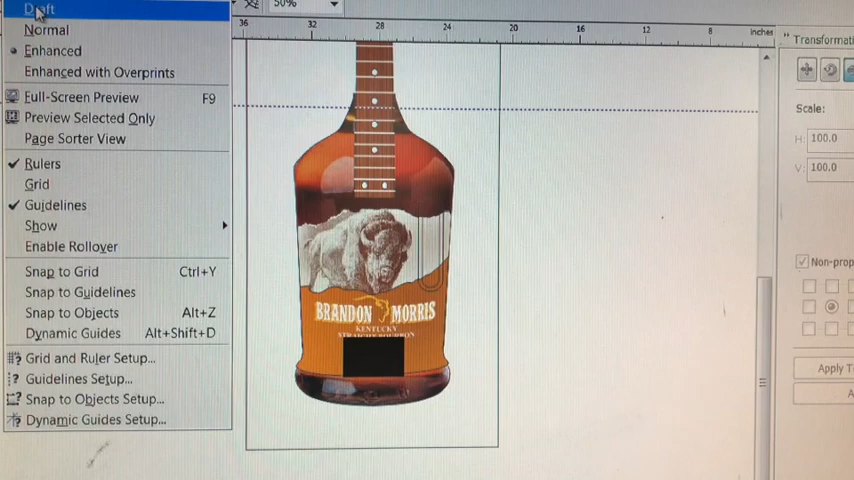 Draft
50%
Normal
36 32 28 24 20 16 12 8 inches
Enhanced
Transformati
Enhanced with Overprints
Full-Screen Preview F9
Preview Selected Only
Scale:
Page Sorter View
H: 100.0
V: 100.0
Rulers
Grid
Guidelines
Show
Enable Rollover
Snap to Grid Ctrl+Y
Non-prop
Snap to Guidelines
Snap to Objects Alt+Z
Dynamic Guides Alt+Shift+D
BRANDON MORRIS
KENTUCKY
STRAIGHT BOURBON
Grid and Ruler Setup...
Apply T
Guidelines Setup...
A
Snap to Objects Setup...
Dynamic Guides Setup...